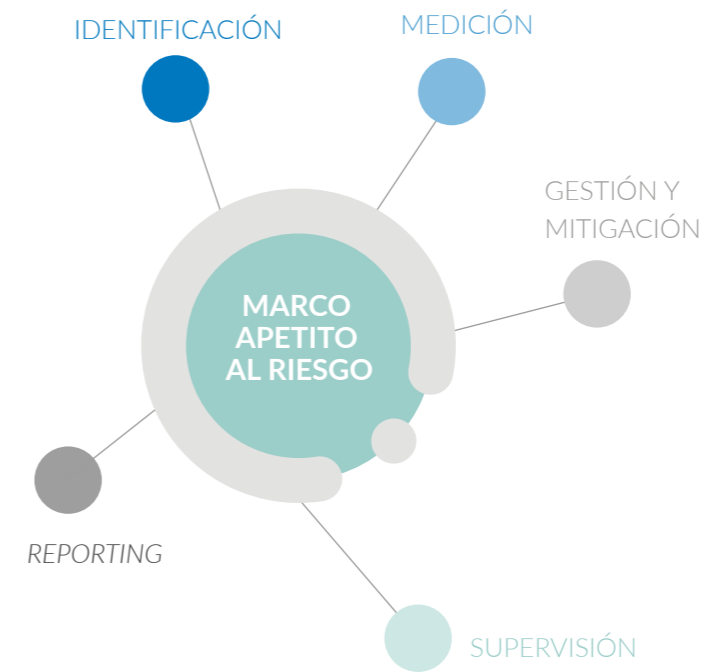 IDENTIFICACIÓN
MEDICIÓN
GESTIÓN Y
MITIGACIÓN
MARCO
APETITO
AL RIESGO
REPORTING
SUPERVISIÓN